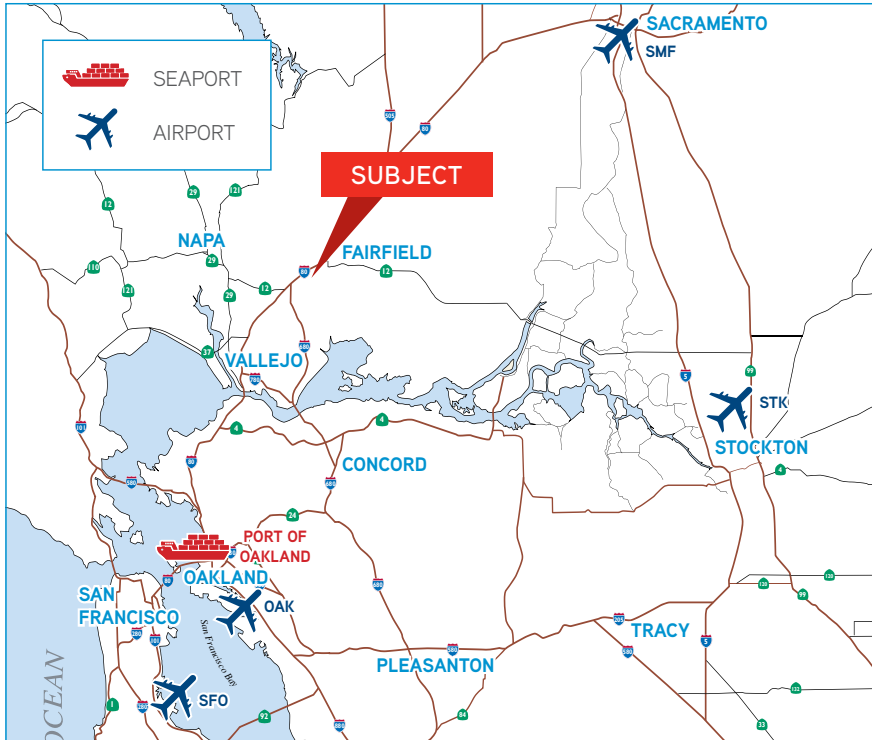 SACRAMENTO
SMF
SEAPORT
AIRPORT
505
80
SUBJECT
29
121
12
NAPA
29
FAIRFIELD
110
80
12
121
29
12
37
680
VALLEJO
780
5
99
STK
101
4
4
STOCKTON
80
CONCORD
4
580
680
24
PORT OF
OAKLAND
80
OAKLAND
680
120
120
SAN
FRANCISCO
OAK
99
205
TRACY
280
101
San Francisco Bay
580
5
580
PLEASANTON
OCEAN
SFO
132
1
280
92
84
880
33